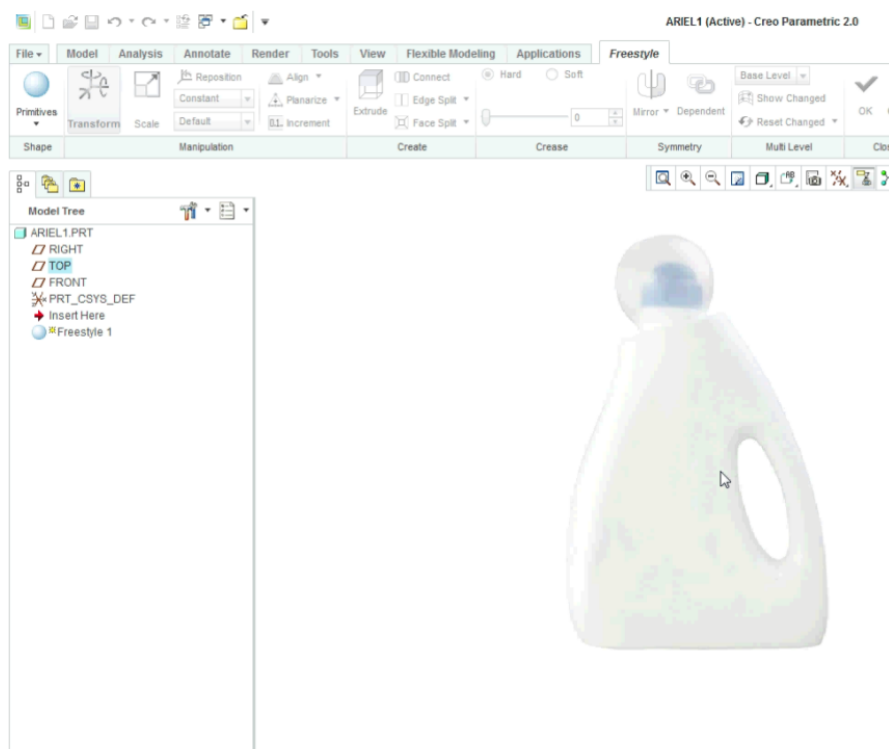 ARIEL1 (Active) - Creo Parametric 2.0
File Model Analysis Annotate Render Tools View Flexible Modeling Applications Freestyle
Reposition Align Connect Hard Soft Base Level
Constant Planarize Edge Split Show Changed
Primitives Transform Scale Default 0.1.. Increment Extrude Face Split 0 Mirror Dependent Reset Changed OK
Shape Manipulation Create Crease Symmetry Multi Level Clos
Model Tree
ARIEL1.PRT
RIGHT
TOP
FRONT
PRT_CSYS_DEF
Insert Here
Freestyle 1